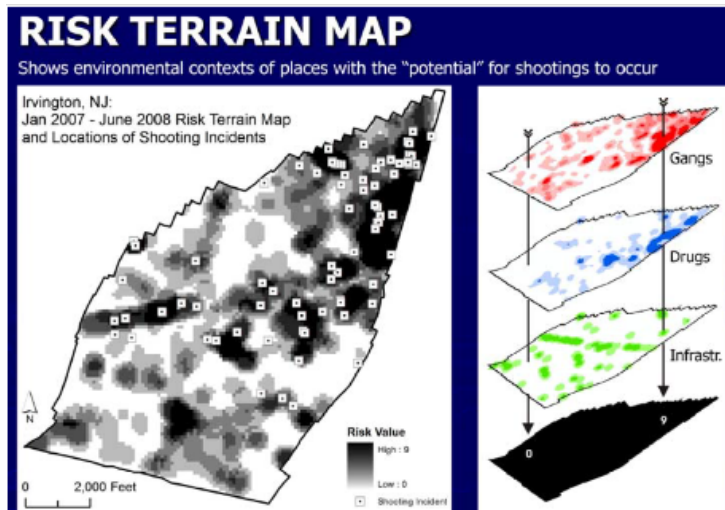 RISK TERRAIN MAP
Shows environmental contexts of places with the “potential” for shootings to occur
Irvington, NJ:
Jan 2007 - June 2008 Risk Terrain Map
and Locations of Shooting Incidents
N
0 2,000 Feet
Risk Value
High : 9
Low : 0
Shooting Incident
Gangs
Drugs
Infrastr.
0
9